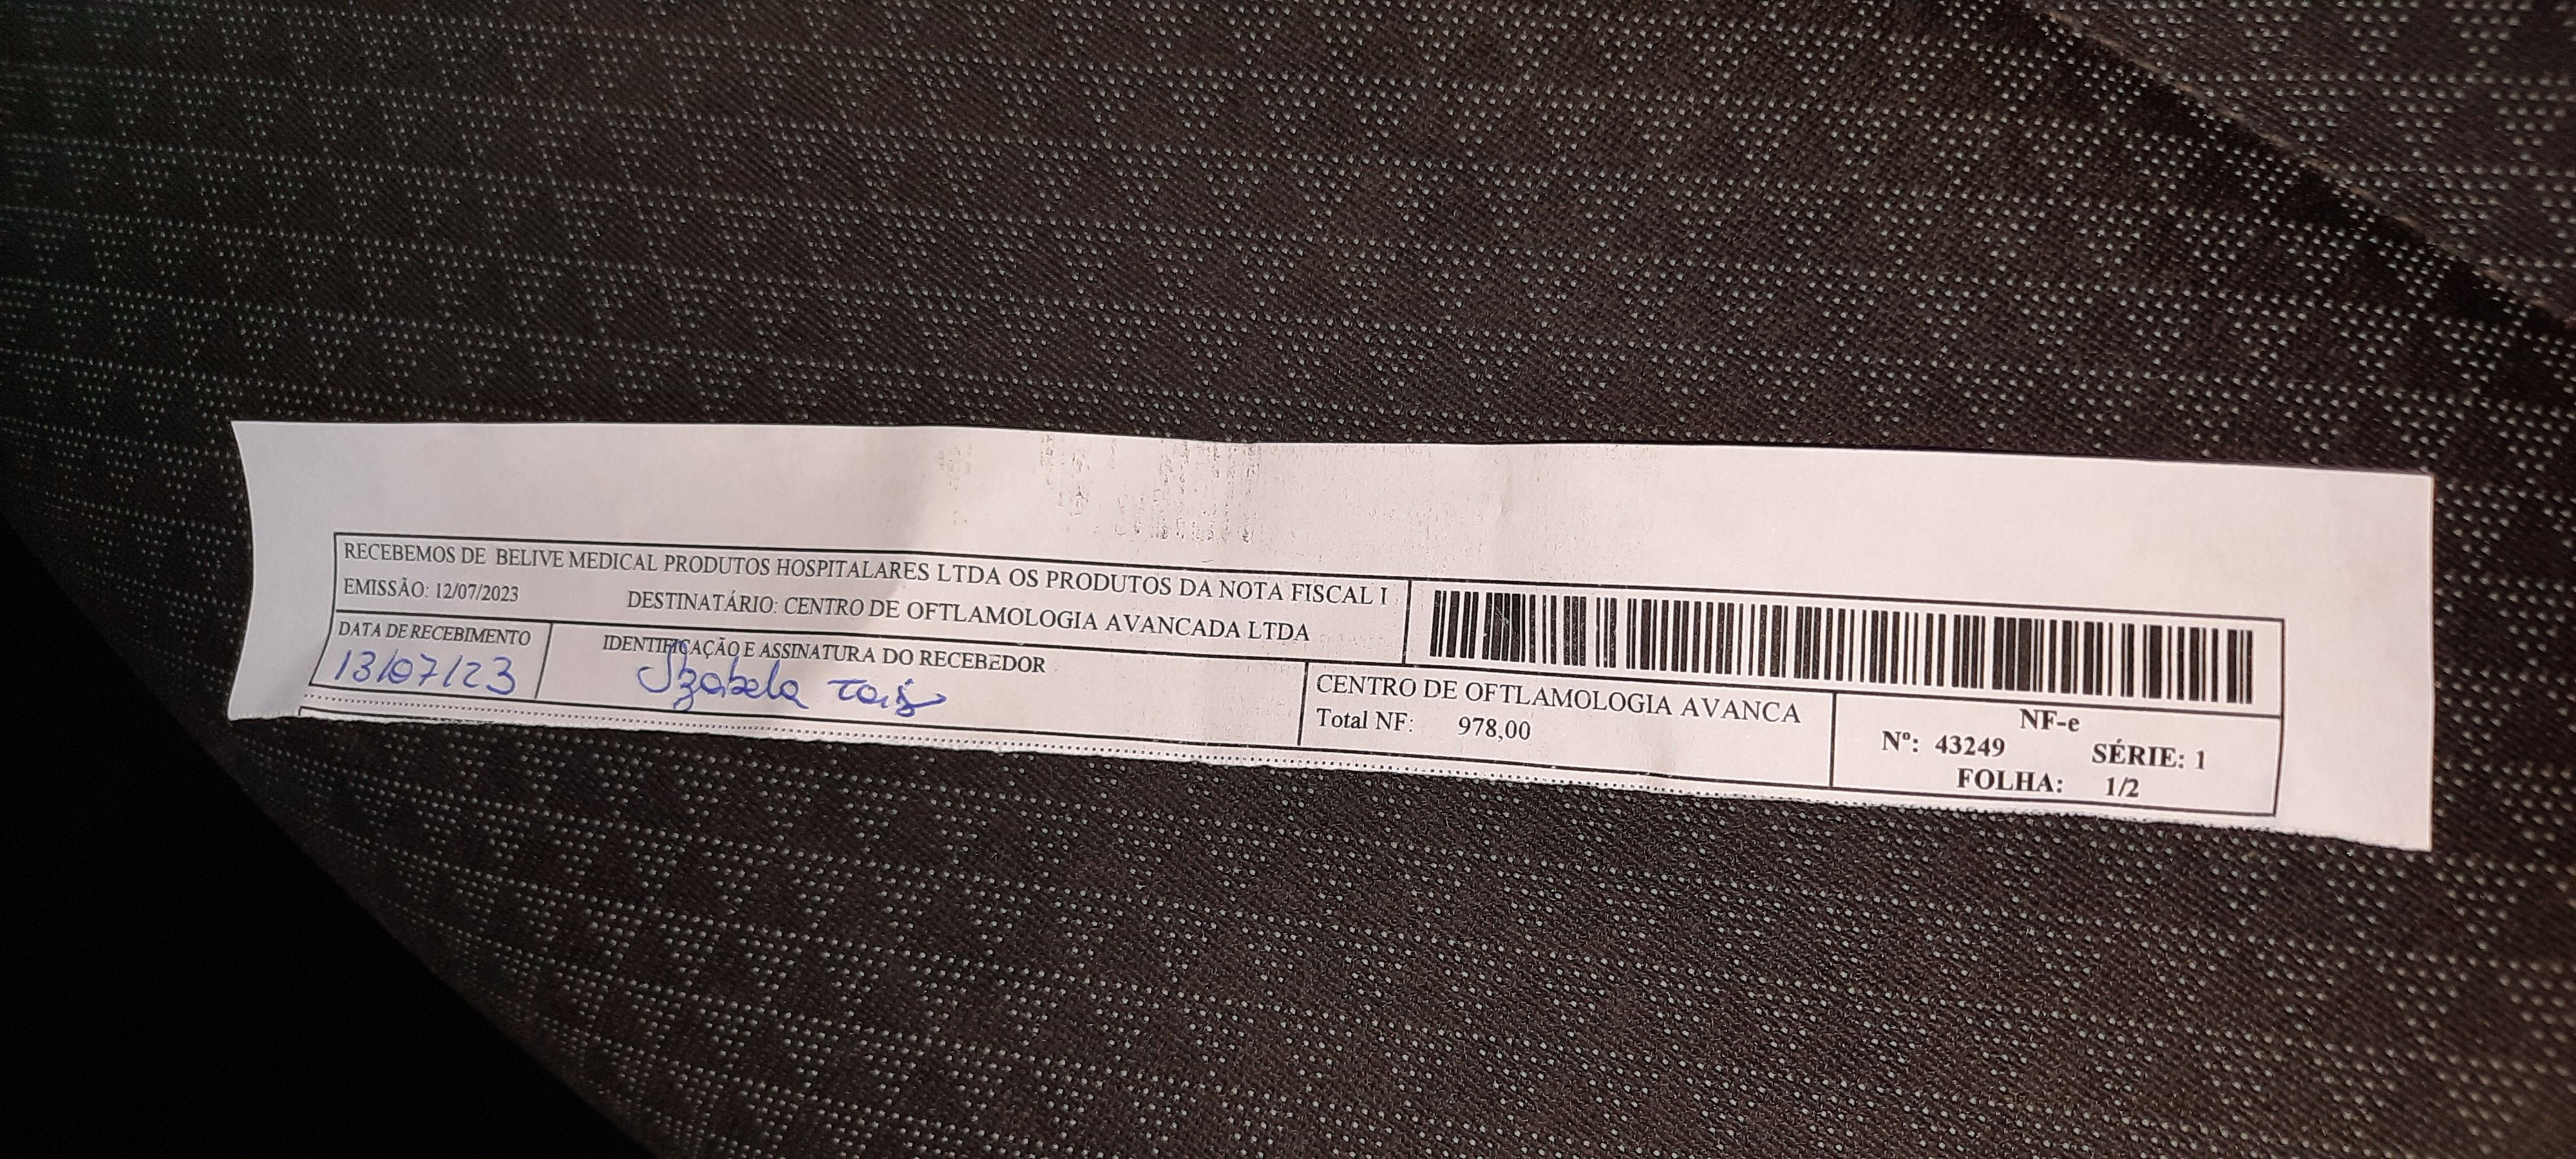 RECEBEMOS DE BELIVE MEDICAL PRODUTOS HOSPITALARES LTDA OS PRODUTOS DA NOTA FISCAL I
EMISSÃO: 12/07/2023 DESTINATÁRIO: CENTRO DE OFTLAMOLOGIA AVANCADA LTDA
DATA DE RECEBIMENTO
13/07/23
IDENTIFICAÇÃO E ASSINATURA DO RECEBEDOR
Izabela Tais
CENTRO DE OFTLAMOLOGIA AVANCA
Total NF: 978,00
NF-e
Nº: 43249 SÉRIE: 1
FOLHA: 1/2